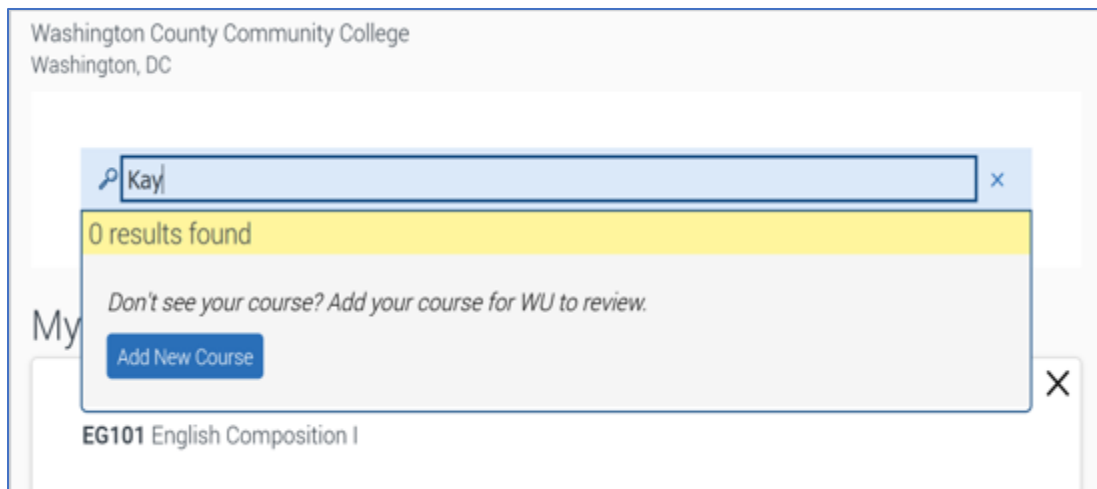 Washington County Community College
Washington, DC
Kay
0 results found
Don't see your course? Add your course for WU to review.
My
Add New Course
EG101 English Composition I